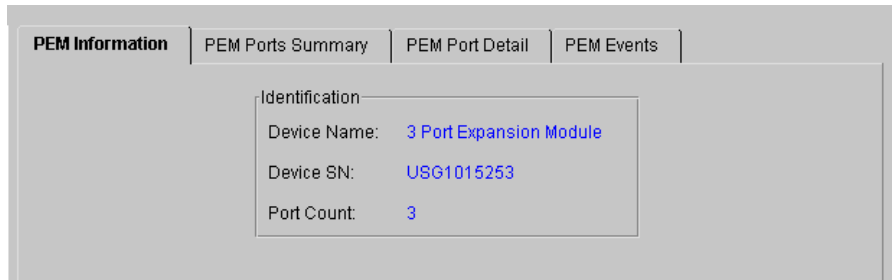 PEM Information PEM Ports Summary PEM Port Detail PEM Events
Identification
Device Name: 3 Port Expansion Module
Device SN: USG1015253
Port Count: 3